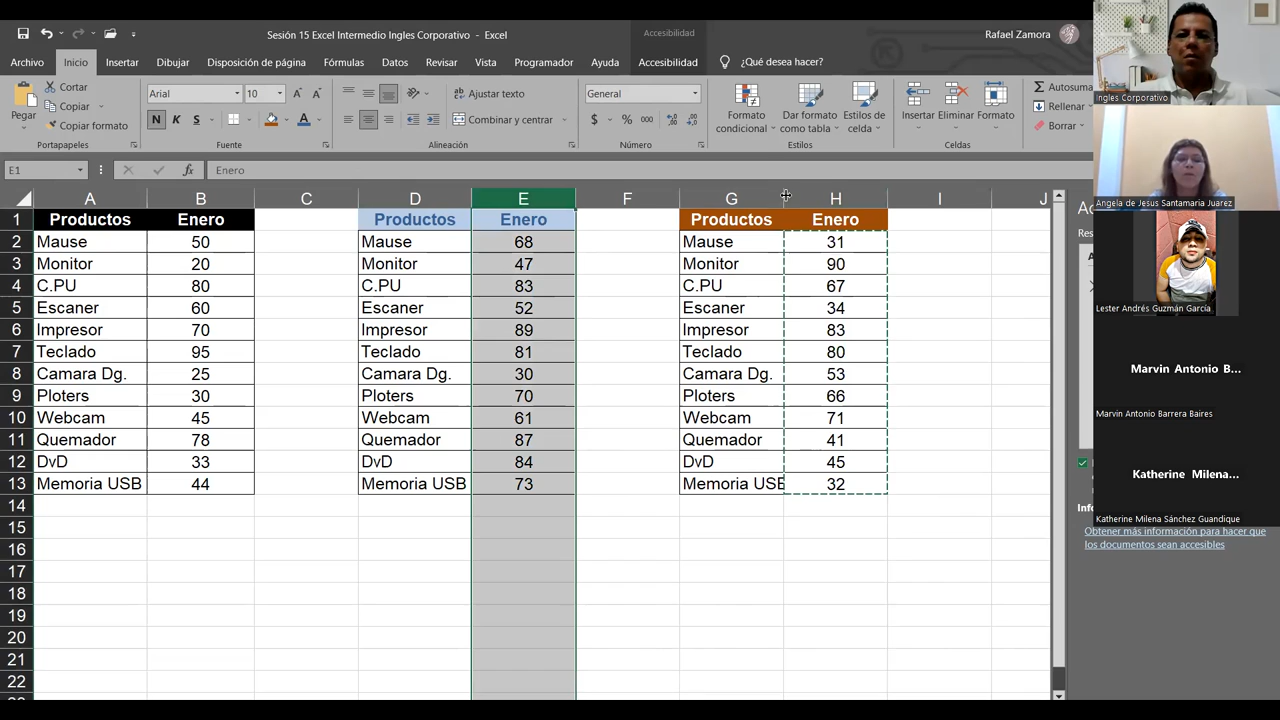 Sesión 15 Excel Intermedio Ingles Corporativo - Excel
Accesibilidad
Rafael Zamora
Archivo Inicio Insertar Dibujar Disposición de página Fórmulas Datos Revisar Vista Programador Ayuda Accesibilidad ¿Qué desea hacer?
Pegar
Cortar
Copiar
Copiar formato
Portapapeles
Arial 10
N K S
Fuente
Ajustar texto
Combinar y centrar
Alineación
General
$ % 000
Número
Formato condicional
Dar formato como tabla
Estilos de celda
Estilos
Insertar Eliminar Formato
Celdas
Autosuma
Rellenar
Borrar
E1 fx Enero
A B C D E F G H I J
1 Productos Enero Productos Enero Productos Enero
2 Mause 50 Mause 68 Mause 31
3 Monitor 20 Monitor 47 Monitor 90
4 C.PU 80 C.PU 83 C.PU 67
5 Escaner 60 Escaner 52 Escaner 34
6 Impresor 70 Impresor 89 Impresor 83
7 Teclado 95 Teclado 81 Teclado 80
8 Camara Dg. 25 Camara Dg. 30 Camara Dg. 53
9 Ploters 30 Ploters 70 Ploters 66
10 Webcam 45 Webcam 61 Webcam 71
11 Quemador 78 Quemador 87 Quemador 41
12 DvD 33 DvD 84 DvD 45
13 Memoria USB 44 Memoria USB 73 Memoria USB 32
14
15
16
17
18
19
20
21
22
Obtener más información para hacer que
los documentos sean accesibles
Ingles Corporativo
Angela de Jesus Santamaria Juarez
Lester Andrés Guzmán García
Marvin Antonio B...
Marvin Antonio Barrera Baires
Katherine Milena...
Katherine Milena Sánchez Guandique